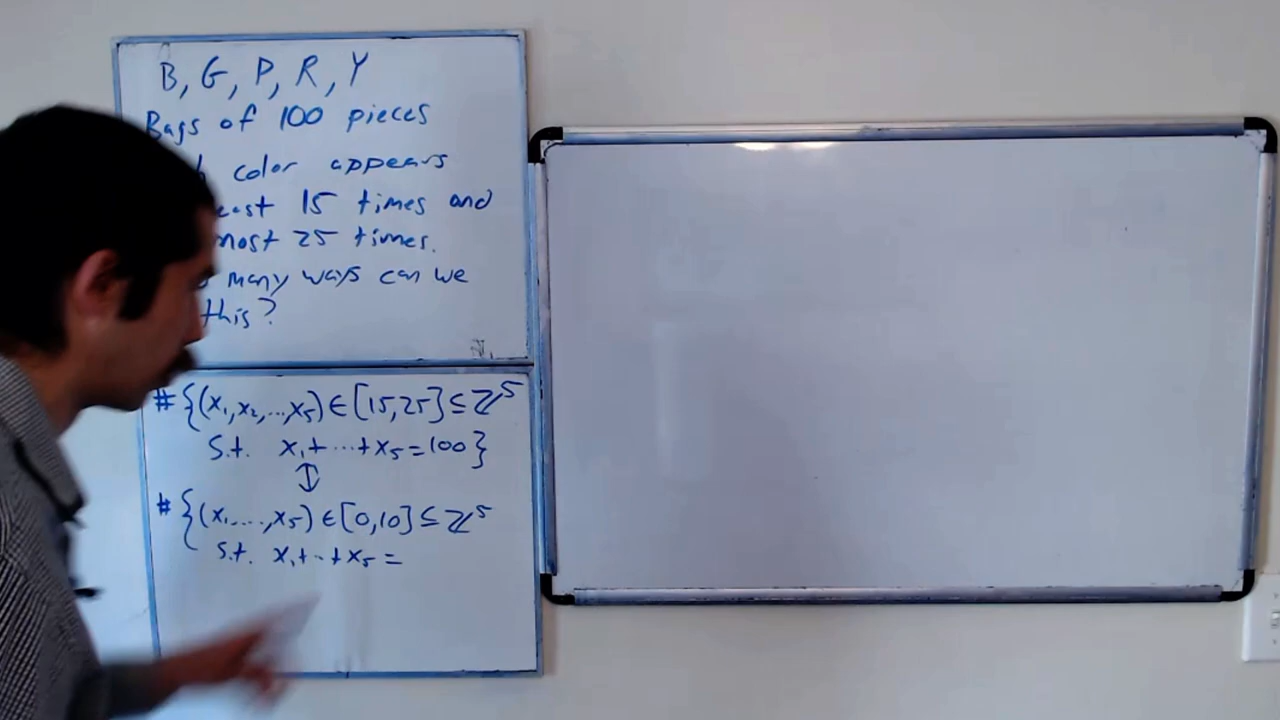 B, G, P, R, Y
Bags of 100 pieces
color appears
15 times and
most 25 times.
many ways can we
this?
# {(x₁,x₂,...,x₅) ∈ [15,25] ⊆ ℤ⁵
s.t. x₁+...+x₅=100}
↕
# {(x₁,...,x₅) ∈ [0,10] ⊆ ℤ⁵
s.t. x₁+..+x₅ =